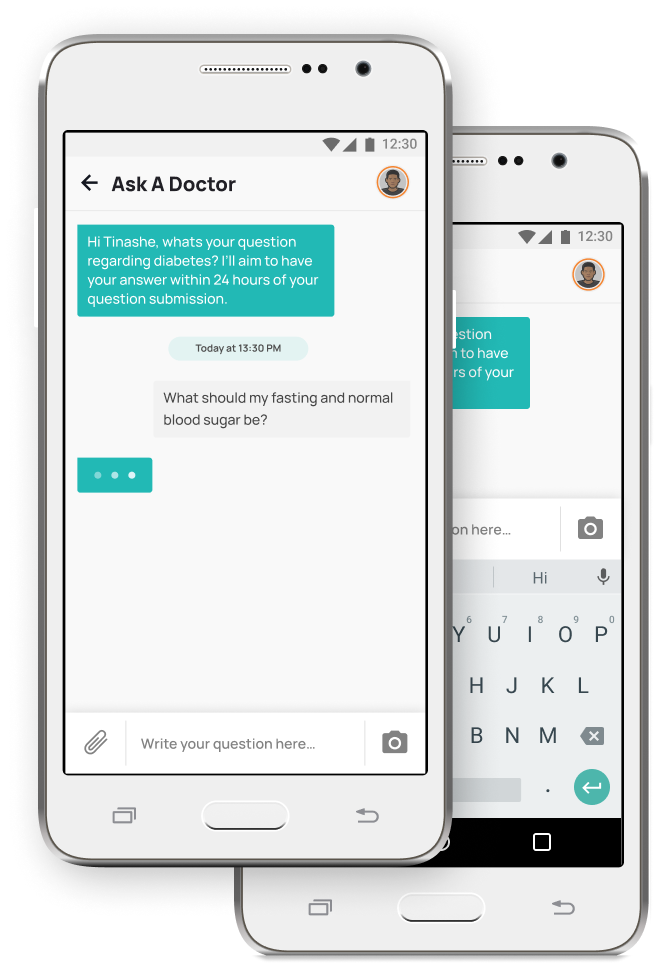 12:30
Ask A Doctor
Hi Tinashe, whats your question
regarding diabetes? I'll aim to have
your answer within 24 hours of your
question submission.
Today at 13:30 PM
What should my fasting and normal
blood sugar be?
Write your question here...
12:30
estion
to have
rs of your
on here...
Hi
Y 6 U 7 I 8 O 9 P 0
H J K L
B N M
.